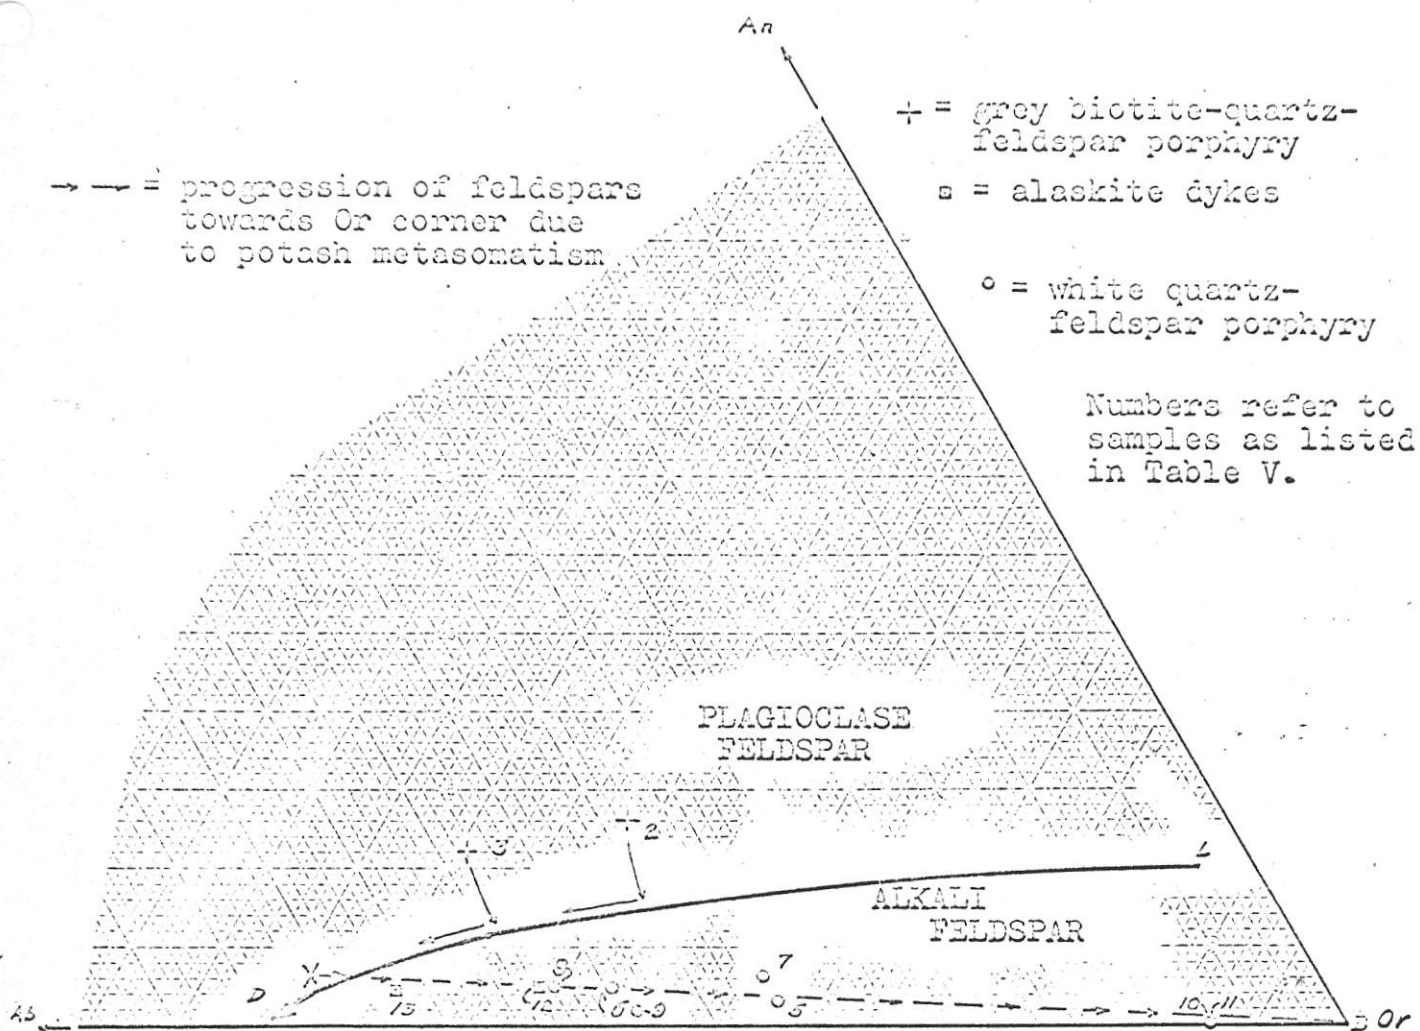 An
+ = grey biotite-quartz-
feldspar porphyry
= alaskite dykes
= progression of feldspars
towards Or corner due
to potash metasomatism
o = white quartz-
feldspar porphyry
Numbers refer to
samples as listed
in Table V.
PLAGIOCLASE
FELDSPAR
2
3
L
ALKALI
FELDSPAR
X
7
D
13
12
5
10
11
Ab
Or